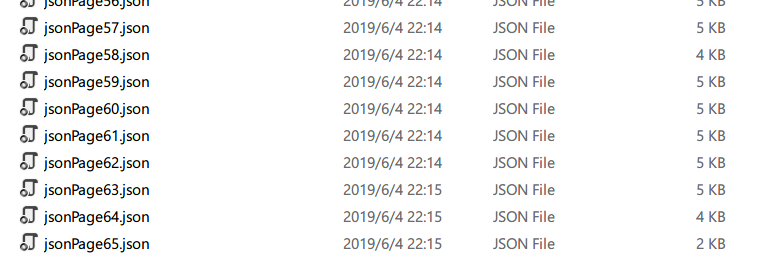 jsonPage56.json 2019/6/4 22:14 JSON File 5 KB
jsonPage57.json 2019/6/4 22:14 JSON File 5 KB
jsonPage58.json 2019/6/4 22:14 JSON File 4 KB
jsonPage59.json 2019/6/4 22:14 JSON File 5 KB
jsonPage60.json 2019/6/4 22:14 JSON File 5 KB
jsonPage61.json 2019/6/4 22:14 JSON File 5 KB
jsonPage62.json 2019/6/4 22:14 JSON File 5 KB
jsonPage63.json 2019/6/4 22:15 JSON File 5 KB
jsonPage64.json 2019/6/4 22:15 JSON File 4 KB
jsonPage65.json 2019/6/4 22:15 JSON File 2 KB